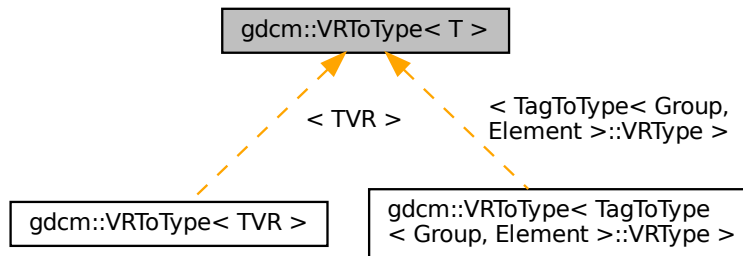 gdcm::VRToType< T >
< TVR >
< TagToType< Group,
Element >::VRType >
gdcm::VRToType< TVR >
gdcm::VRToType< TagToType
< Group, Element >::VRType >